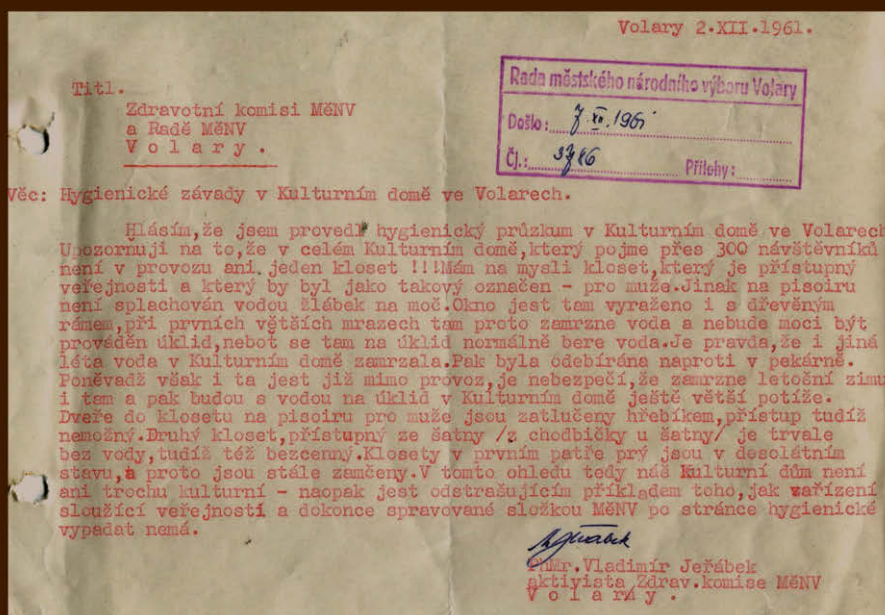 Volary 2.XII.1961.
Rada městského národního výboru Volary
Došlo: 7. XII. 1961
Čj.: Přílohy:
Titl.
Zdravotní komisi MěNV
a Radě MěNV
V o l a r y .
Věc: Hygienické závady v Kulturním domě ve Volarech.
Hlásím,že jsem provedl hygienický průzkum v Kulturním domě ve Volarech
Upozorňuji na to,že v celém Kulturním domě,který pojme přes 300 návštěvníků
není v provozu ani jeden kloset !!!Mám na mysli kloset,který je přístupný
veřejnosti a který by byl jako takový označen - pro muže.Jinak na pisoiru
není splachován vodou žlábek na moč.Okno jest tam vyraženo i s dřevěným
rámem,při prvních větších mrazech tam proto zamrzne voda a nebude moci být
prováděn úklid,neboť se tam na úklid normálně bere voda.Je pravda,že i jiná
léta voda v Kulturním domě zamrzala.Pak byla odebírána naproti v pekárně.
Poněvadž však i ta jest již mimo provoz,je nebezpečí,že zamrzne letošní zimu
i tam a pak budou s vodou na úklid v Kulturním domě ještě větší potíže.
Dveře do klosetu na pisoiru pro muže jsou zatlučeny hřebíkem,přístup tudíž
nemožný.Druhý kloset,přístupný ze šatny /z chodbičky u šatny/ je trvale
bez vody,tudíž též bezcenný.Klosety v prvním patře prý jsou v desolátním
stavu,a proto jsou stále zamčeny.V tomto ohledu tedy náš Kulturní dům není
ani trochu kulturní - naopak jest odstrašujícím příkladem toho,jak zařízení
sloužící veřejnosti a dokonce spravované složkou MěNV po stránce hygienické
vypadat nemá.
PhMr.Vladimír Jeřábek
aktivista Zdrav.komise MěNV
V o l a r y .